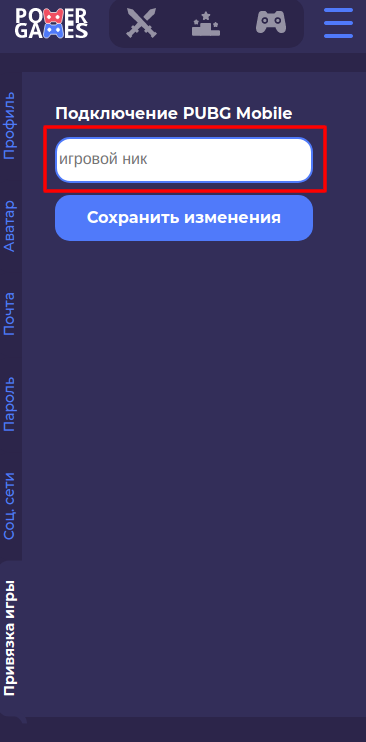 POWER
GAMES
Подключение PUBG Mobile
игровой ник
Сохранить изменения
Профиль
Аватар
Почта
Пароль
Соц. сети
Привязка игры